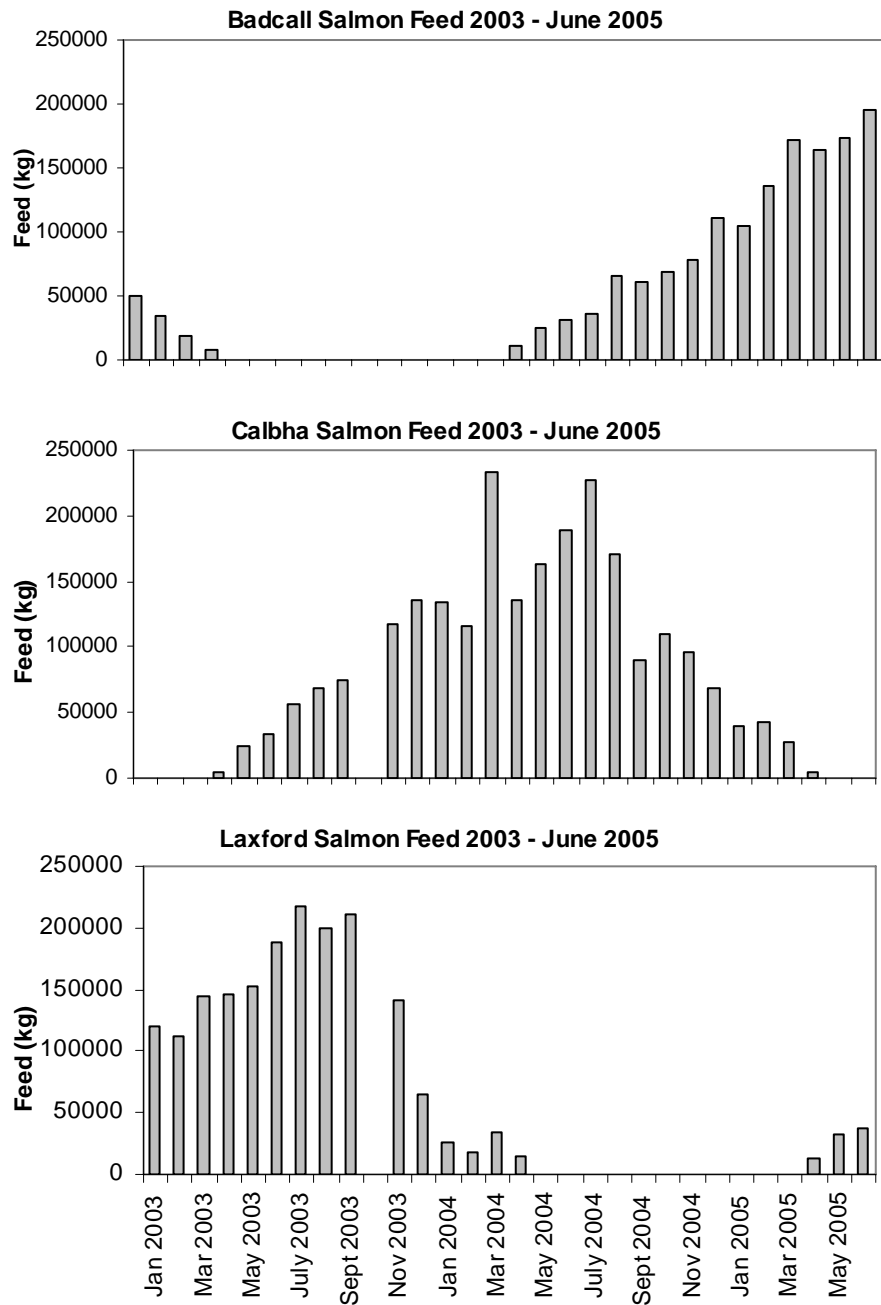 Badcall Salmon Feed 2003 - June 2005
Feed (kg)
250000
200000
150000
100000
50000
0
Calbha Salmon Feed 2003 - June 2005
Feed (kg)
250000
200000
150000
100000
50000
0
Laxford Salmon Feed 2003 - June 2005
Feed (kg)
250000
200000
150000
100000
50000
0
Jan 2003
Mar 2003
May 2003
July 2003
Sept 2003
Nov 2003
Jan 2004
Mar 2004
May 2004
July 2004
Sept 2004
Nov 2004
Jan 2005
Mar 2005
May 2005